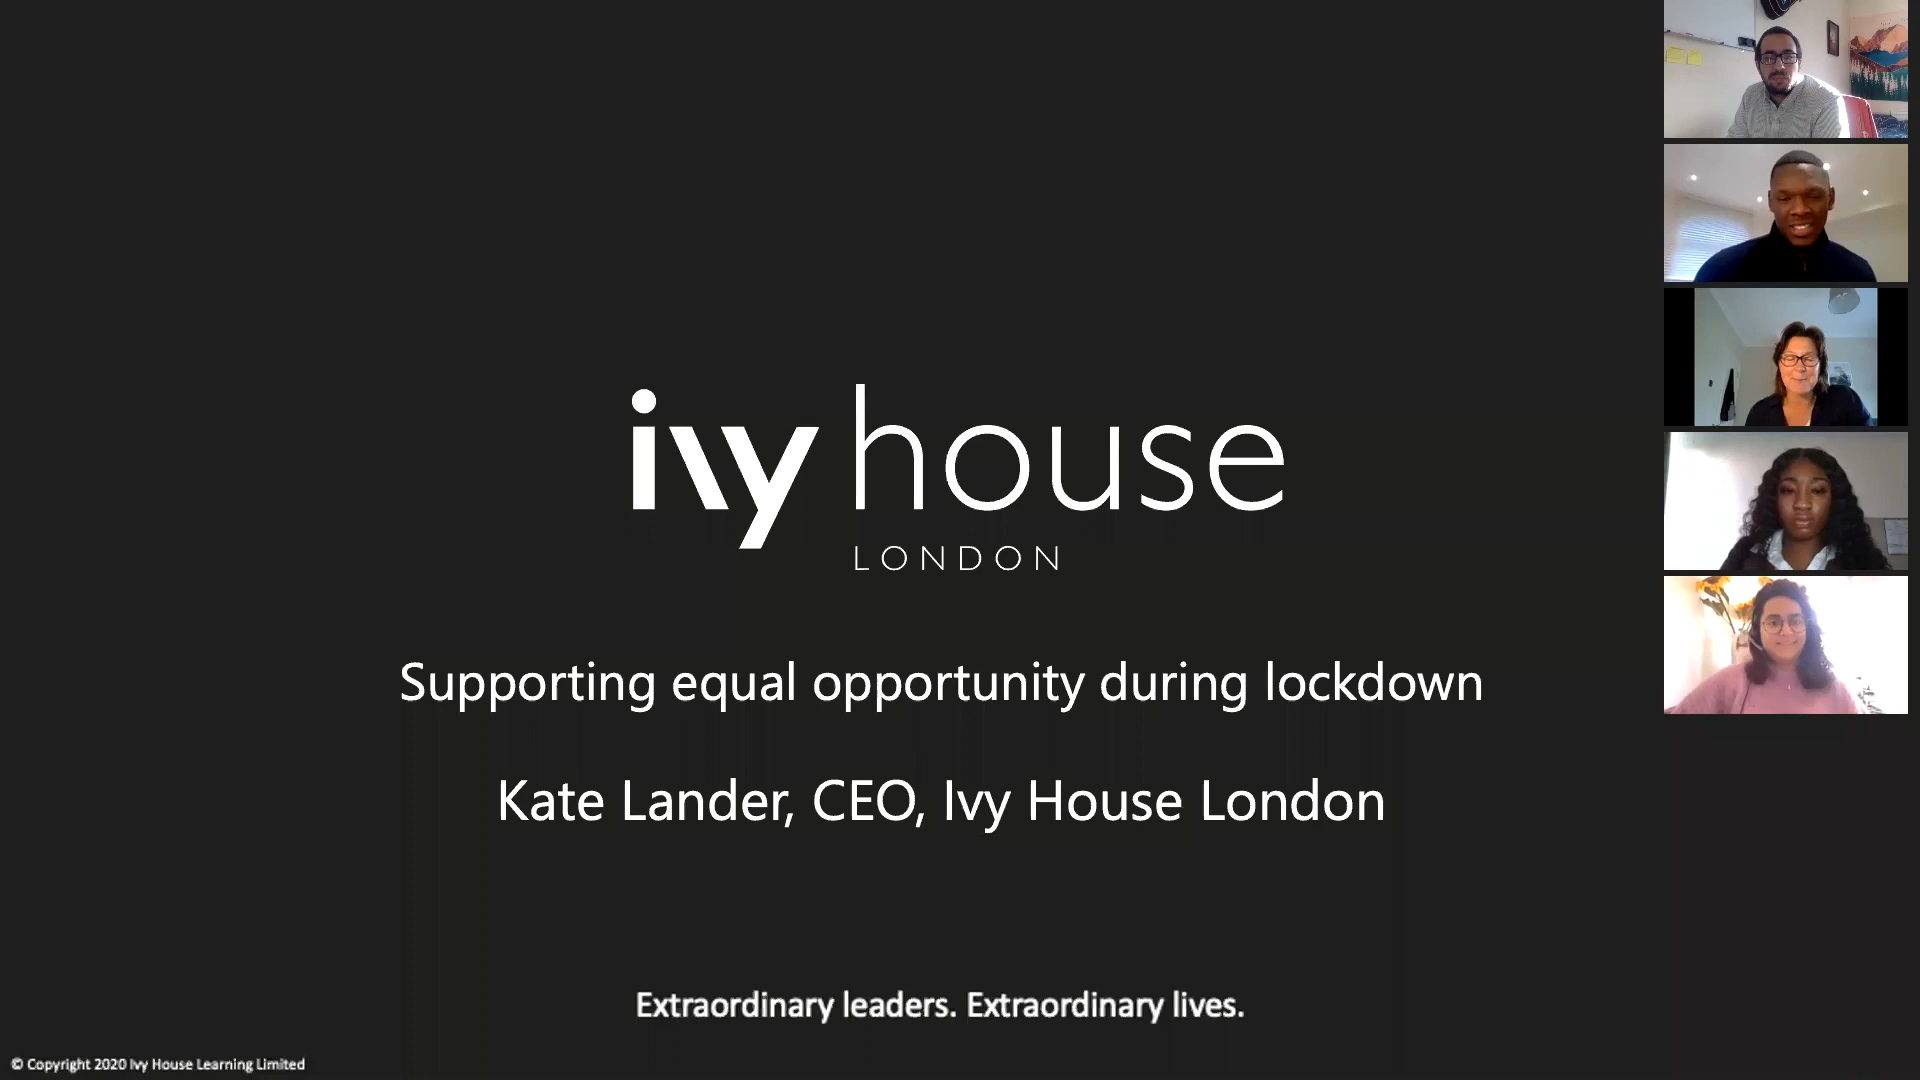 ivy house
LONDON
Supporting equal opportunity during lockdown
Kate Lander, CEO, Ivy House London
Extraordinary leaders. Extraordinary lives.
© Copyright 2020 Ivy House Learning Limited